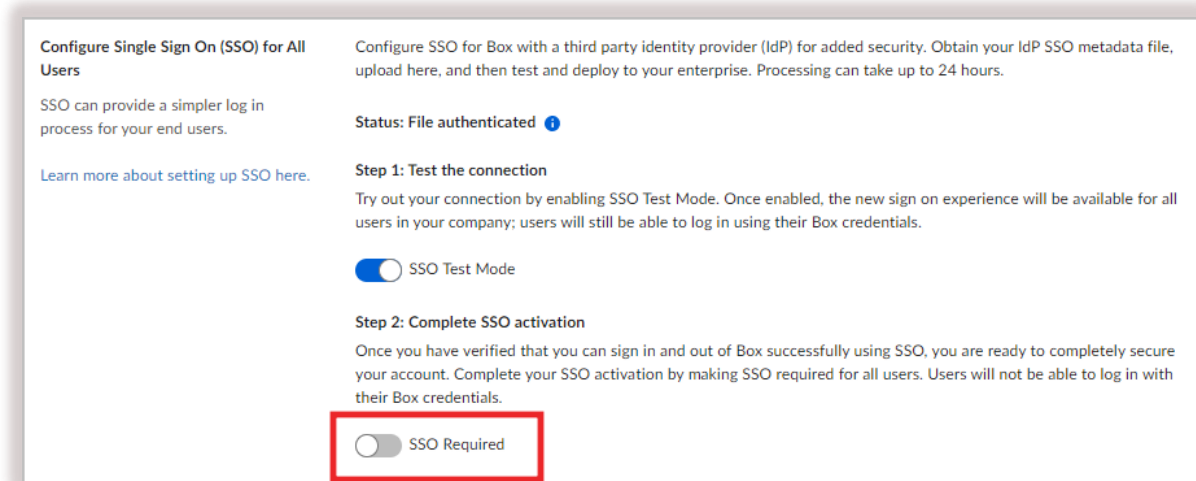 Configure Single Sign On (SSO) for All
Users
SSO can provide a simpler log in
process for your end users.
Learn more about setting up SSO here.
Configure SSO for Box with a third party identity provider (IdP) for added security. Obtain your IdP SSO metadata file,
upload here, and then test and deploy to your enterprise. Processing can take up to 24 hours.
Status: File authenticated
Step 1: Test the connection
Try out your connection by enabling SSO Test Mode. Once enabled, the new sign on experience will be available for all
users in your company; users will still be able to log in using their Box credentials.
SSO Test Mode
Step 2: Complete SSO activation
Once you have verified that you can sign in and out of Box successfully using SSO, you are ready to completely secure
your account. Complete your SSO activation by making SSO required for all users. Users will not be able to log in with
their Box credentials.
SSO Required